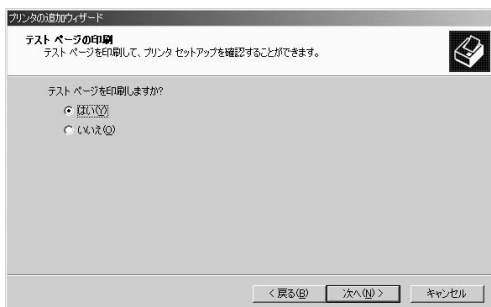 プリンタの追加ウィザード
テスト ページの印刷
テスト ページを印刷して、プリンタ セットアップを確認することができます。
テスト ページを印刷しますか?
はい(Y)
いいえ(O)
< 戻る(B) 次へ(N) > キャンセル